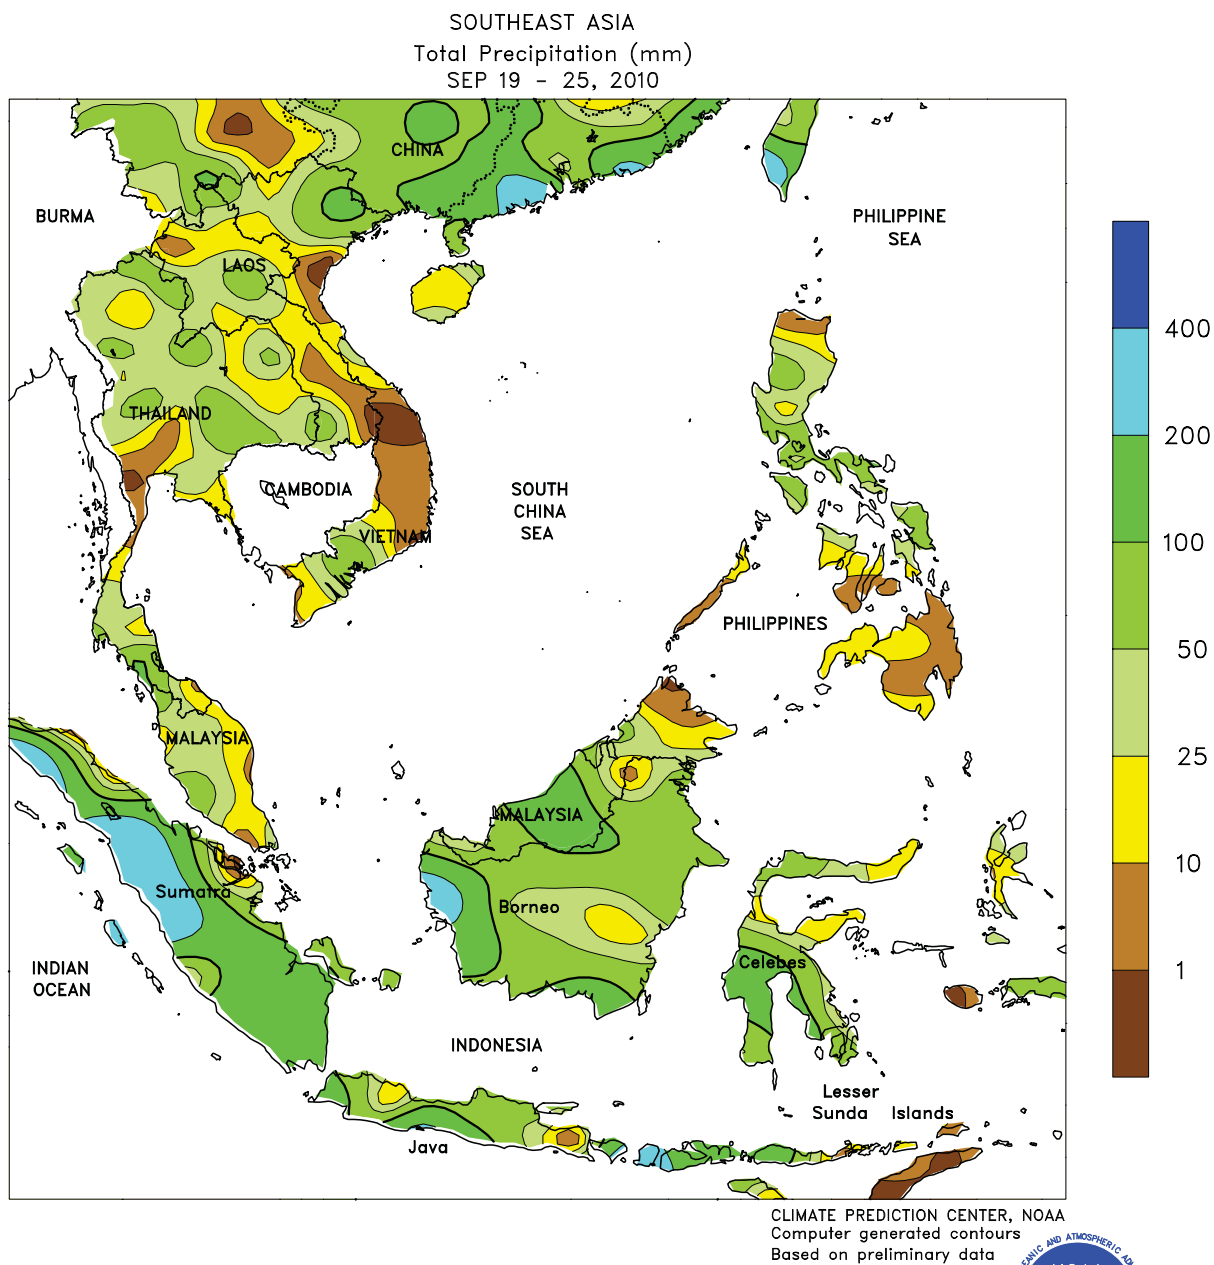 SOUTHEAST ASIA
Total Precipitation (mm)
SEP 19 - 25, 2010
CHINA
BURMA
PHILIPPINE
SEA
LAOS
THAILAND
CAMBODIA
SOUTH
CHINA
SEA
VIETNAM
PHILIPPINES
MALAYSIA
MALAYSIA
Sumatra
Borneo
INDIAN
OCEAN
Celebes
INDONESIA
Lesser
Sunda Islands
Java
400
200
100
50
25
10
1
CLIMATE PREDICTION CENTER, NOAA
Computer generated contours
Based on preliminary data
AND ATMOSPHERIC